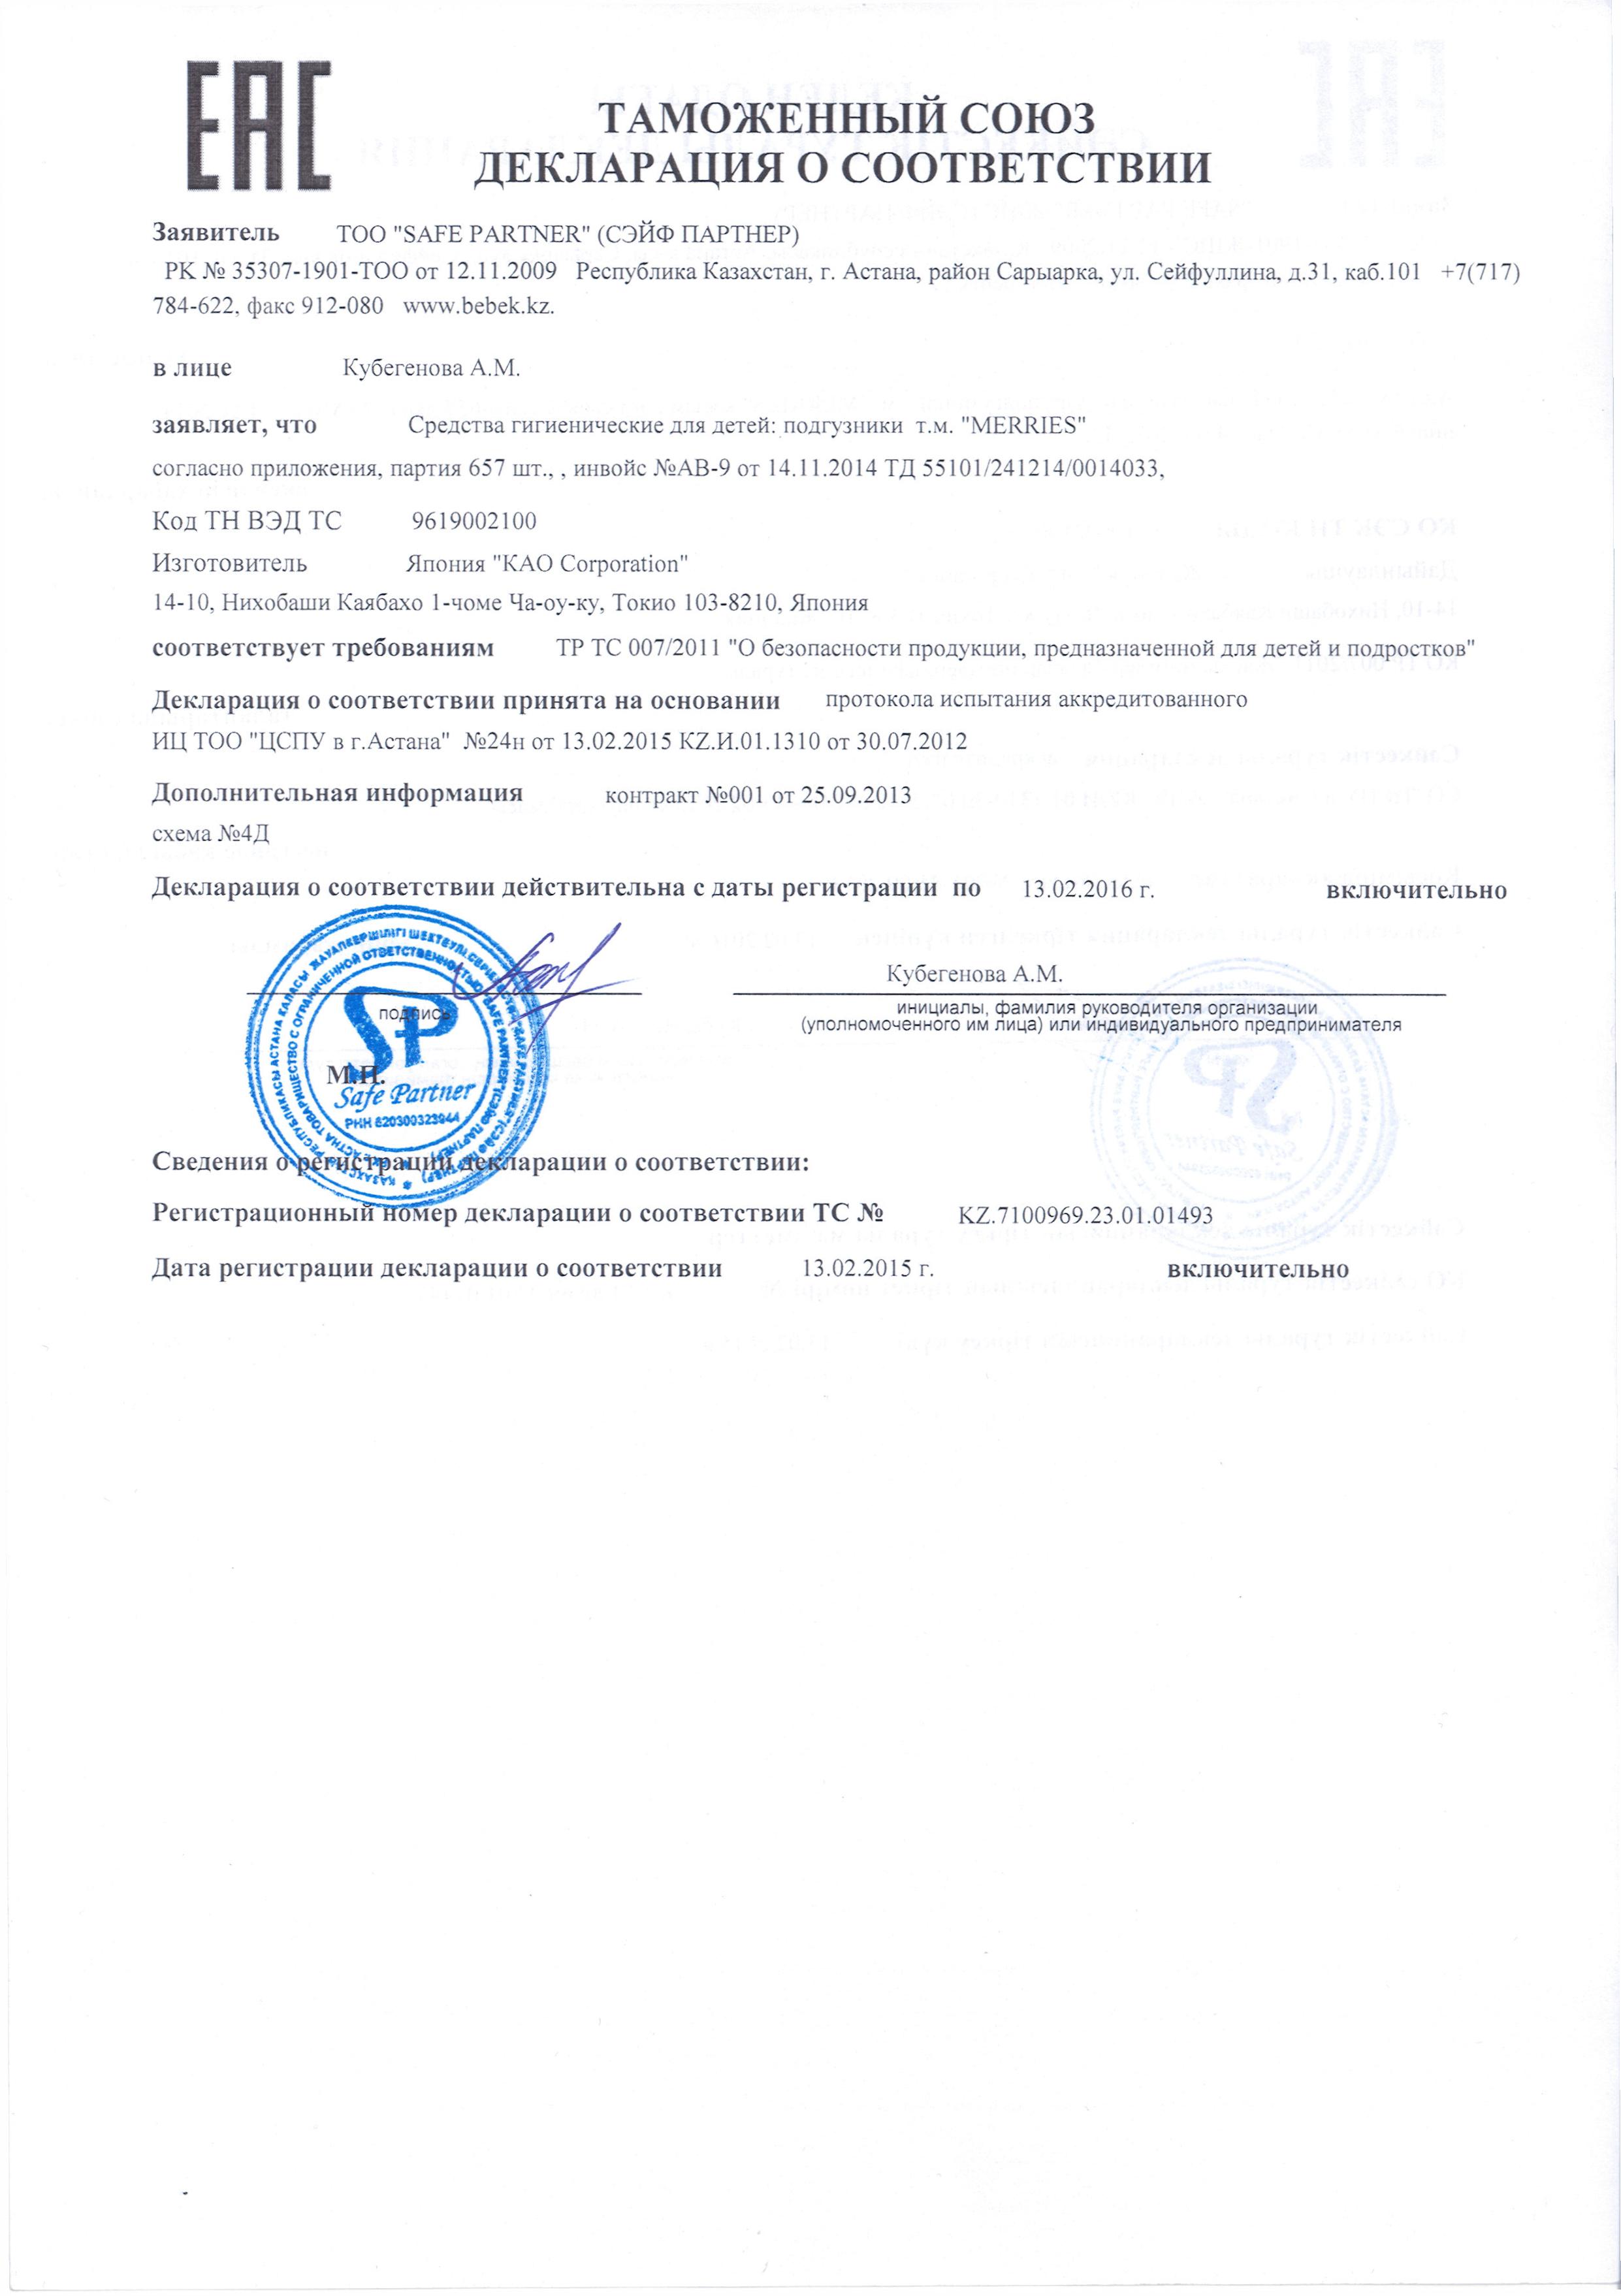 ЕАС
ТАМОЖЕННЫЙ СОЮЗ
ДЕКЛАРАЦИЯ О СООТВЕТСТВИИ
Заявитель ТОО "SAFE PARTNER" (СЭЙФ ПАРТНЕР)
РК № 35307-1901-ТОО от 12.11.2009 Республика Казахстан, г. Астана, район Сарыарка, ул. Сейфуллина, д.31, каб.101 +7(717)
784-622, факс 912-080 www.bebek.kz.
в лице Кубегенова А.М.
заявляет, что Средства гигиенические для детей: подгузники т.м. "MERRIES"
согласно приложения, партия 657 шт., , инвойс №АВ-9 от 14.11.2014 ТД 55101/241214/0014033,
Код ТН ВЭД ТС 9619002100
Изготовитель Япония "KAO Corporation"
14-10, Нихобаши Каябахо 1-чоме Ча-оу-ку, Токио 103-8210, Япония
соответствует требованиям ТР ТС 007/2011 "О безопасности продукции, предназначенной для детей и подростков"
Декларация о соответствии принята на основании протокола испытания аккредитованного
ИЦ ТОО "ЦСПУ в г.Астана" №24н от 13.02.2015 KZ.И.01.1310 от 30.07.2012
Дополнительная информация контракт №001 от 25.09.2013
схема №4Д
Декларация о соответствии действительна с даты регистрации по 13.02.2016 г. включительно
Кубегенова А.М.
подпись
инициалы, фамилия руководителя организации
(уполномоченного им лица) или индивидуального предпринимателя
М.П.
SP
Safe Partner
РНН 620300323944
Сведения о регистрации декларации о соответствии:
Регистрационный номер декларации о соответствии ТС № KZ.7100969.23.01.01493
Дата регистрации декларации о соответствии 13.02.2015 г. включительно